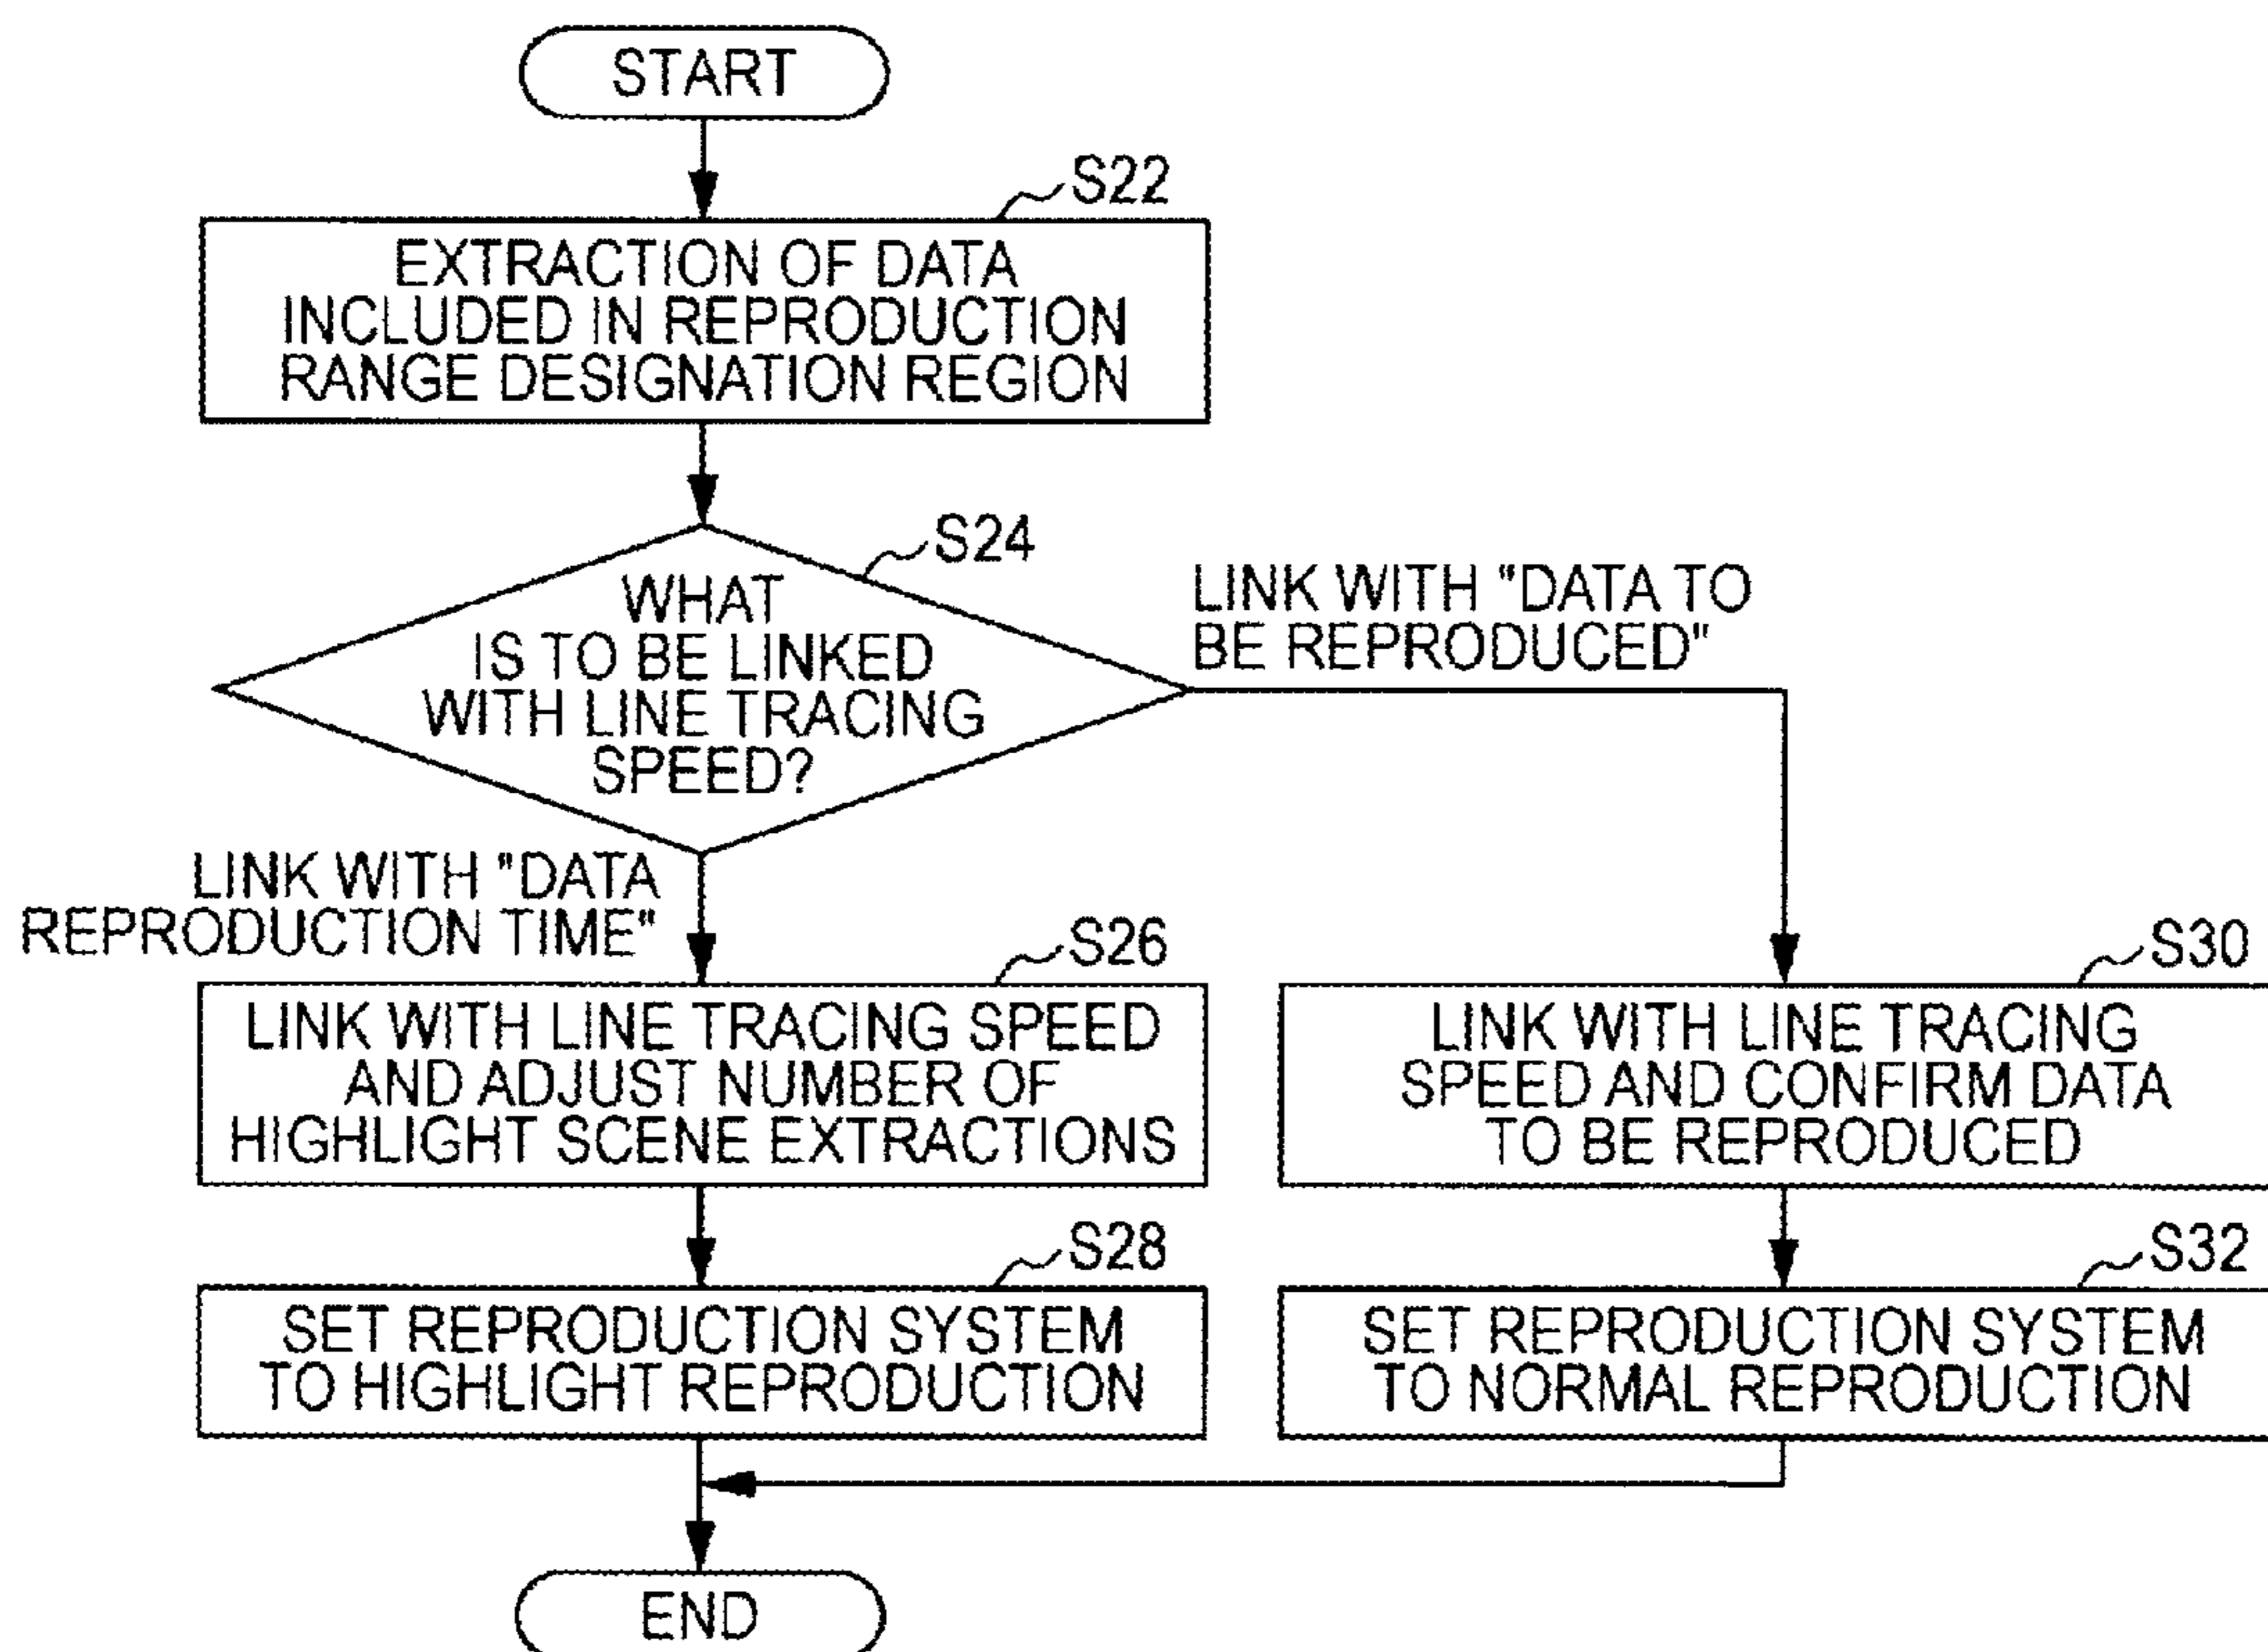 START
S22
EXTRACTION OF DATA
INCLUDED IN REPRODUCTION
RANGE DESIGNATION REGION
S24
WHAT
IS TO BE LINKED
WITH LINE TRACING
SPEED?
LINK WITH "DATA TO
BE REPRODUCED"
LINK WITH "DATA
REPRODUCTION TIME"
S26
LINK WITH LINE TRACING SPEED
AND ADJUST NUMBER OF
HIGHLIGHT SCENE EXTRACTIONS
S30
LINK WITH LINE TRACING
SPEED AND CONFIRM DATA
TO BE REPRODUCED
S28
SET REPRODUCTION SYSTEM
TO HIGHLIGHT REPRODUCTION
S32
SET REPRODUCTION SYSTEM
TO NORMAL REPRODUCTION
END